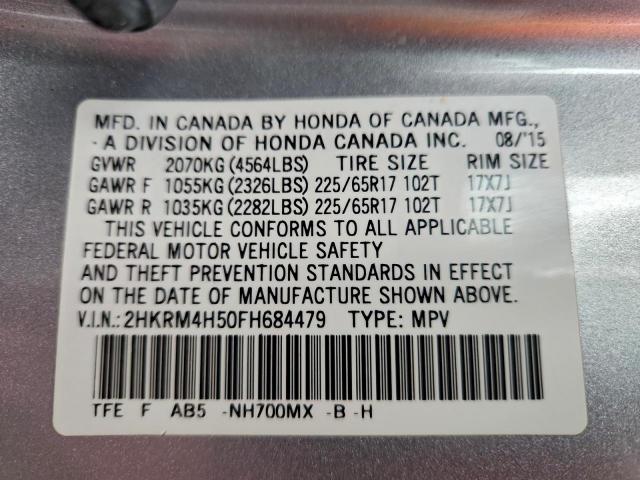 MFD. IN CANADA BY HONDA OF CANADA MFG.,
- A DIVISION OF HONDA CANADA INC. 08/'15
GVWR 2070KG (4564LBS) TIRE SIZE RIM SIZE
GAWR F 1055KG (2326LBS) 225/65R17 102T 17X7J
GAWR R 1035KG (2282LBS) 225/65R17 102T 17X7J
THIS VEHICLE CONFORMS TO ALL APPLICABLE
FEDERAL MOTOR VEHICLE SAFETY
AND THEFT PREVENTION STANDARDS IN EFFECT
ON THE DATE OF MANUFACTURE SHOWN ABOVE.
V.I.N.: 2HKRM4H50FH684479 TYPE: MPV
TFE F AB5 -NH700MX -B -H